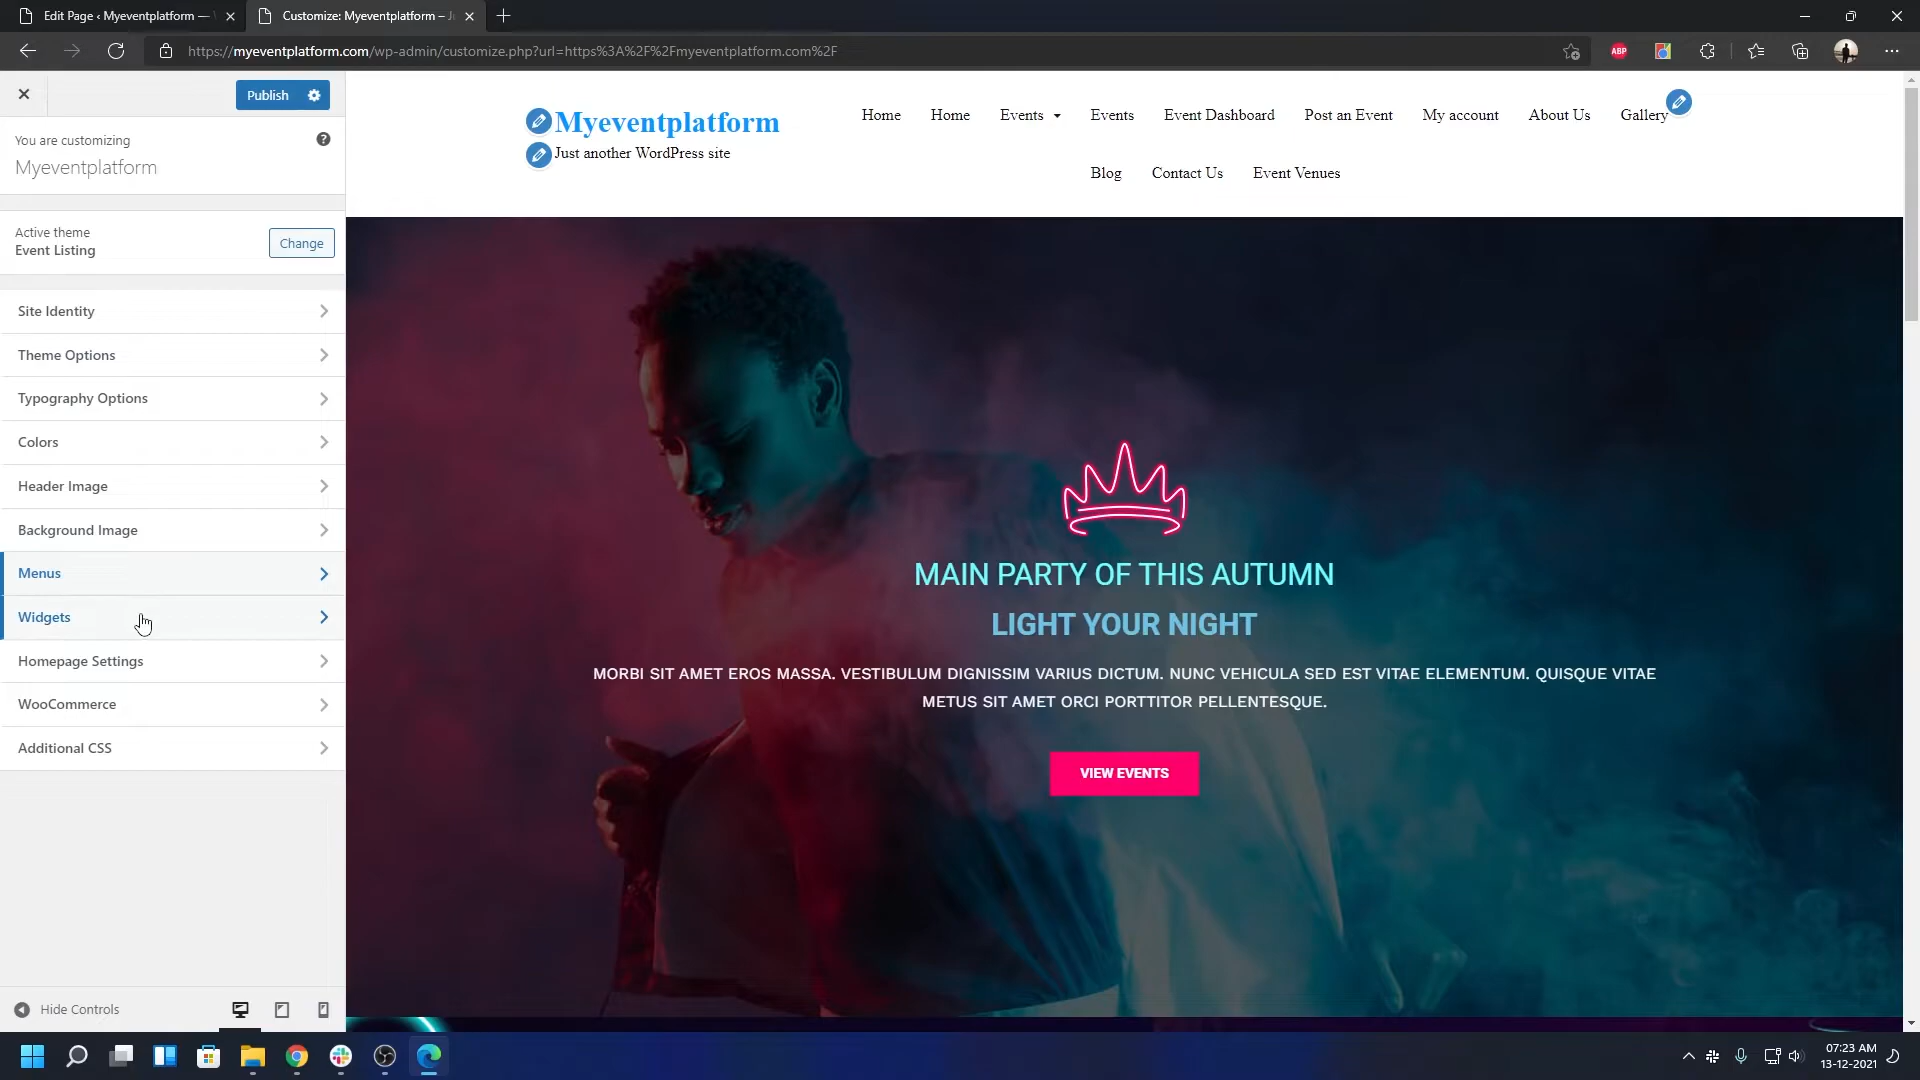 Edit Page ‹ Myeventplatform —
Customize: Myeventplatform –
https://myeventplatform.com/wp-admin/customize.php?url=https%3A%2F%2Fmyeventplatform.com%2F
ABP
Publish
You are customizing
Myeventplatform
Active theme
Event Listing
Change
Site Identity
Theme Options
Typography Options
Colors
Header Image
Background Image
Menus
Widgets
Homepage Settings
WooCommerce
Additional CSS
Hide Controls
Myeventplatform
Just another WordPress site
Home Home Events Events Event Dashboard Post an Event My account About Us Gallery
Blog Contact Us Event Venues
MAIN PARTY OF THIS AUTUMN
LIGHT YOUR NIGHT
MORBI SIT AMET EROS MASSA. VESTIBULUM DIGNISSIM VARIUS DICTUM. NUNC VEHICULA SED EST VITAE ELEMENTUM. QUISQUE VITAE
METUS SIT AMET ORCI PORTTITOR PELLENTESQUE.
VIEW EVENTS
07:23 AM
13-12-2021